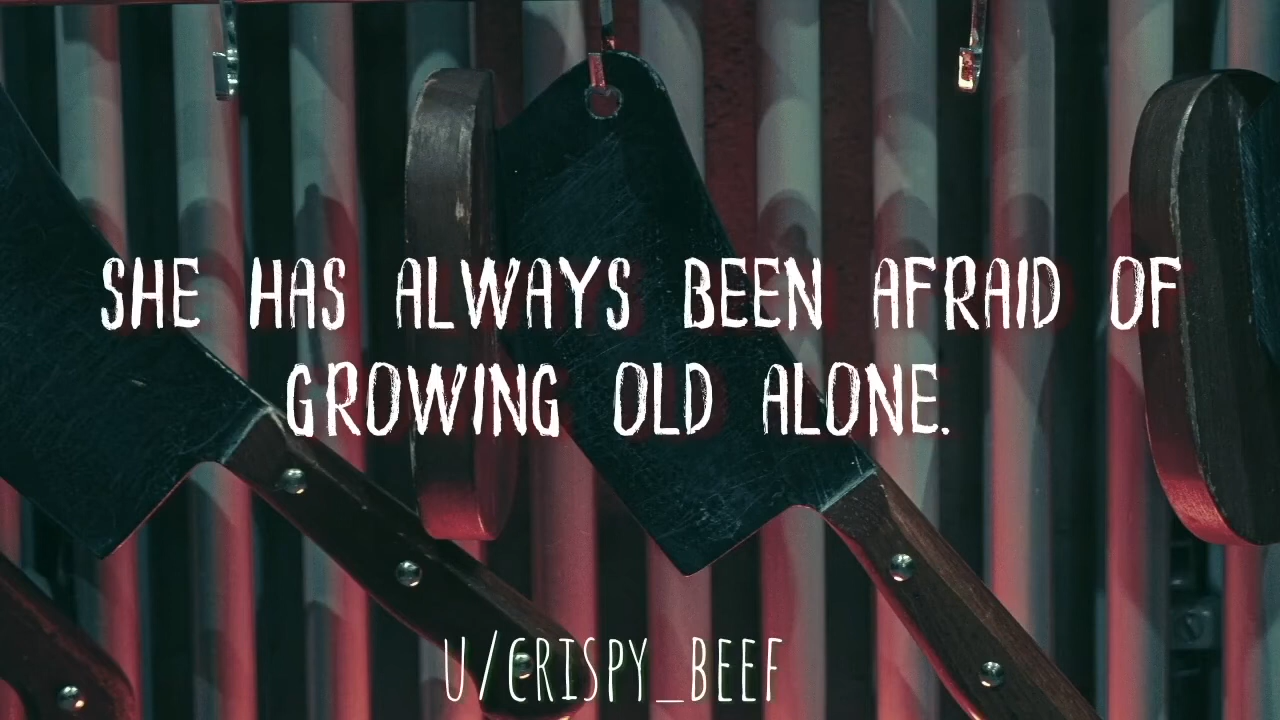 SHE HAS ALWAYS BEEN AFRAID OF
GROWING OLD ALONE.
U/CRISPY_BEEF